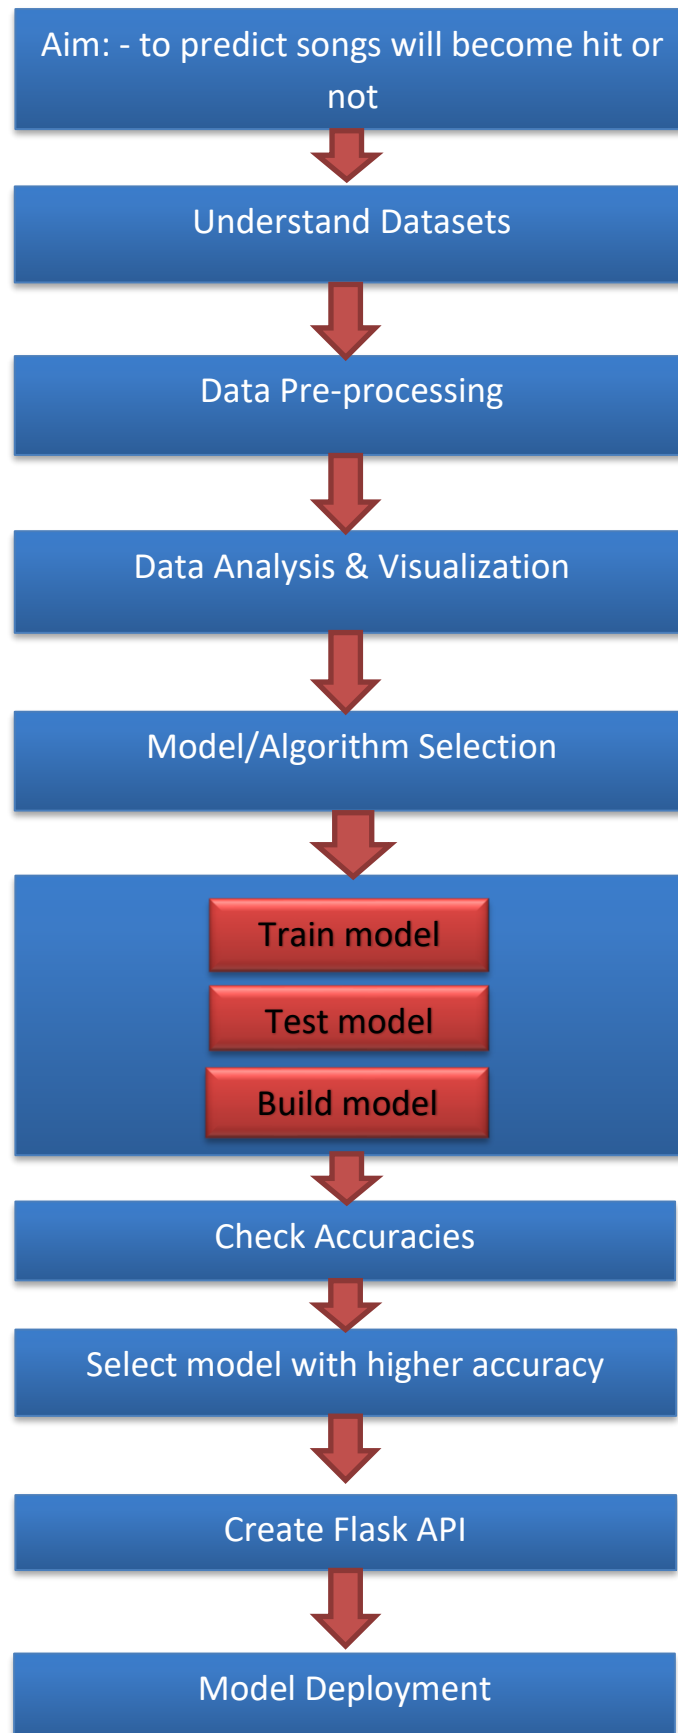 Aim: - to predict songs will become hit or
not
Understand Datasets
Data Pre-processing
Data Analysis & Visualization
Model/Algorithm Selection
Train model
Test model
Build model
Check Accuracies
Select model with higher accuracy
Create Flask API
Model Deployment